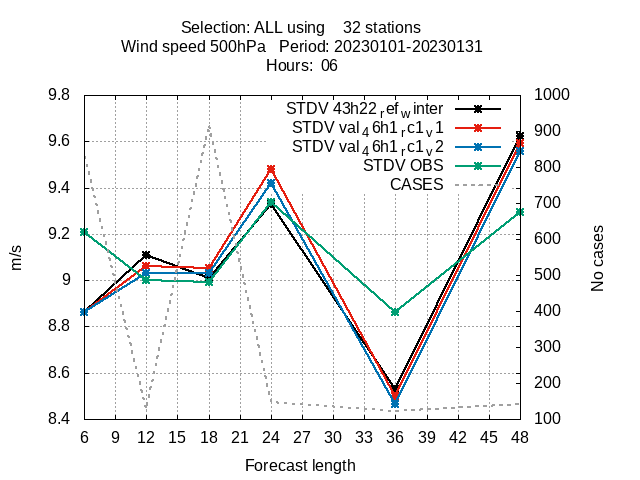 Selection: ALL using 32 stations
Wind speed 500hPa Period: 20230101-20230131
Hours: 06
9.8
9.6
9.4
9.2
9
8.8
8.6
8.4
m/s
STDV 43h22_ref_winter
STDV val_46h1_rc1_v1
STDV val_46h1_rc1_v2
STDV OBS
CASES
1000
900
800
700
600
500
400
300
200
100
No cases
6 9 12 15 18 21 24 27 30 33 36 39 42 45 48
Forecast length